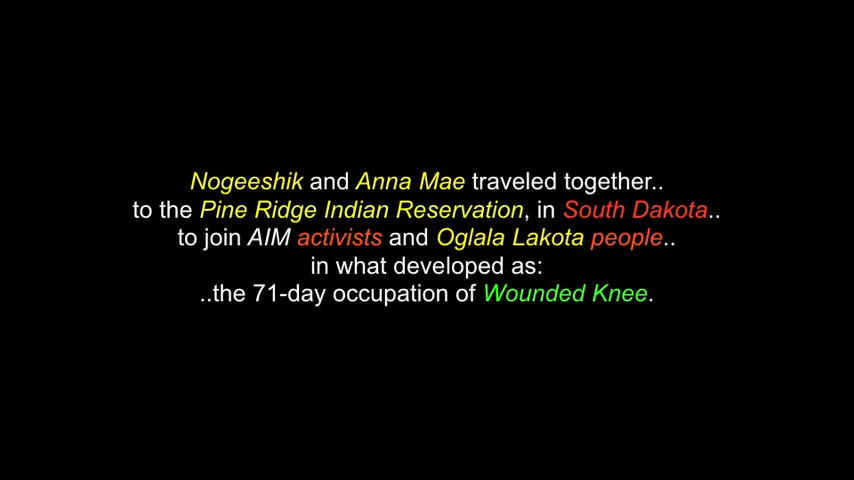 Nogeeshik and Anna Mae traveled together..
to the Pine Ridge Indian Reservation, in South Dakota..
to join AIM activists and Oglala Lakota people..
in what developed as:
..the 71-day occupation of Wounded Knee.